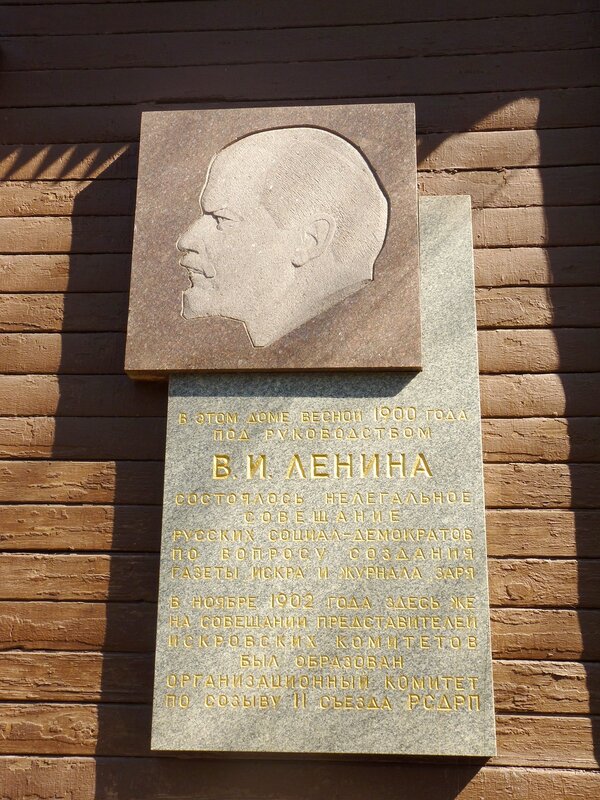 В ЭТОМ ДОМЕ ВЕСНОЙ 1900 ГОДА
ПОД РУКОВОДСТВОМ
В. И. ЛЕНИНА
СОСТОЯЛОСЬ НЕЛЕГАЛЬНОЕ
СОВЕЩАНИЕ
РУССКИХ СОЦИАЛ-ДЕМОКРАТОВ
ПО ВОПРОСУ СОЗДАНИЯ
ГАЗЕТЫ ИСКРА И ЖУРНАЛА ЗАРЯ
В НОЯБРЕ 1902 ГОДА ЗДЕСЬ ЖЕ
НА СОВЕЩАНИИ ПРЕДСТАВИТЕЛЕЙ
ИСКРОВСКИХ КОМИТЕТОВ
БЫЛ ОБРАЗОВАН
ОРГАНИЗАЦИОННЫЙ КОМИТЕТ
ПО СОЗЫВУ II СЪЕЗДА РСДРП